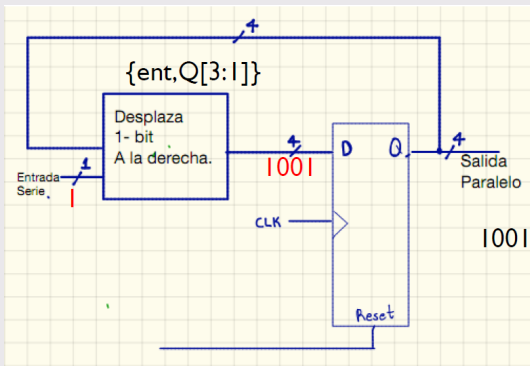 4
{ent,Q[3:1]}
Desplaza
1- bit
A la derecha.
Entrada
Serie.
1
1
4
1001
D
Q
4
Salida
Paralelo
CLK
1001
Reset